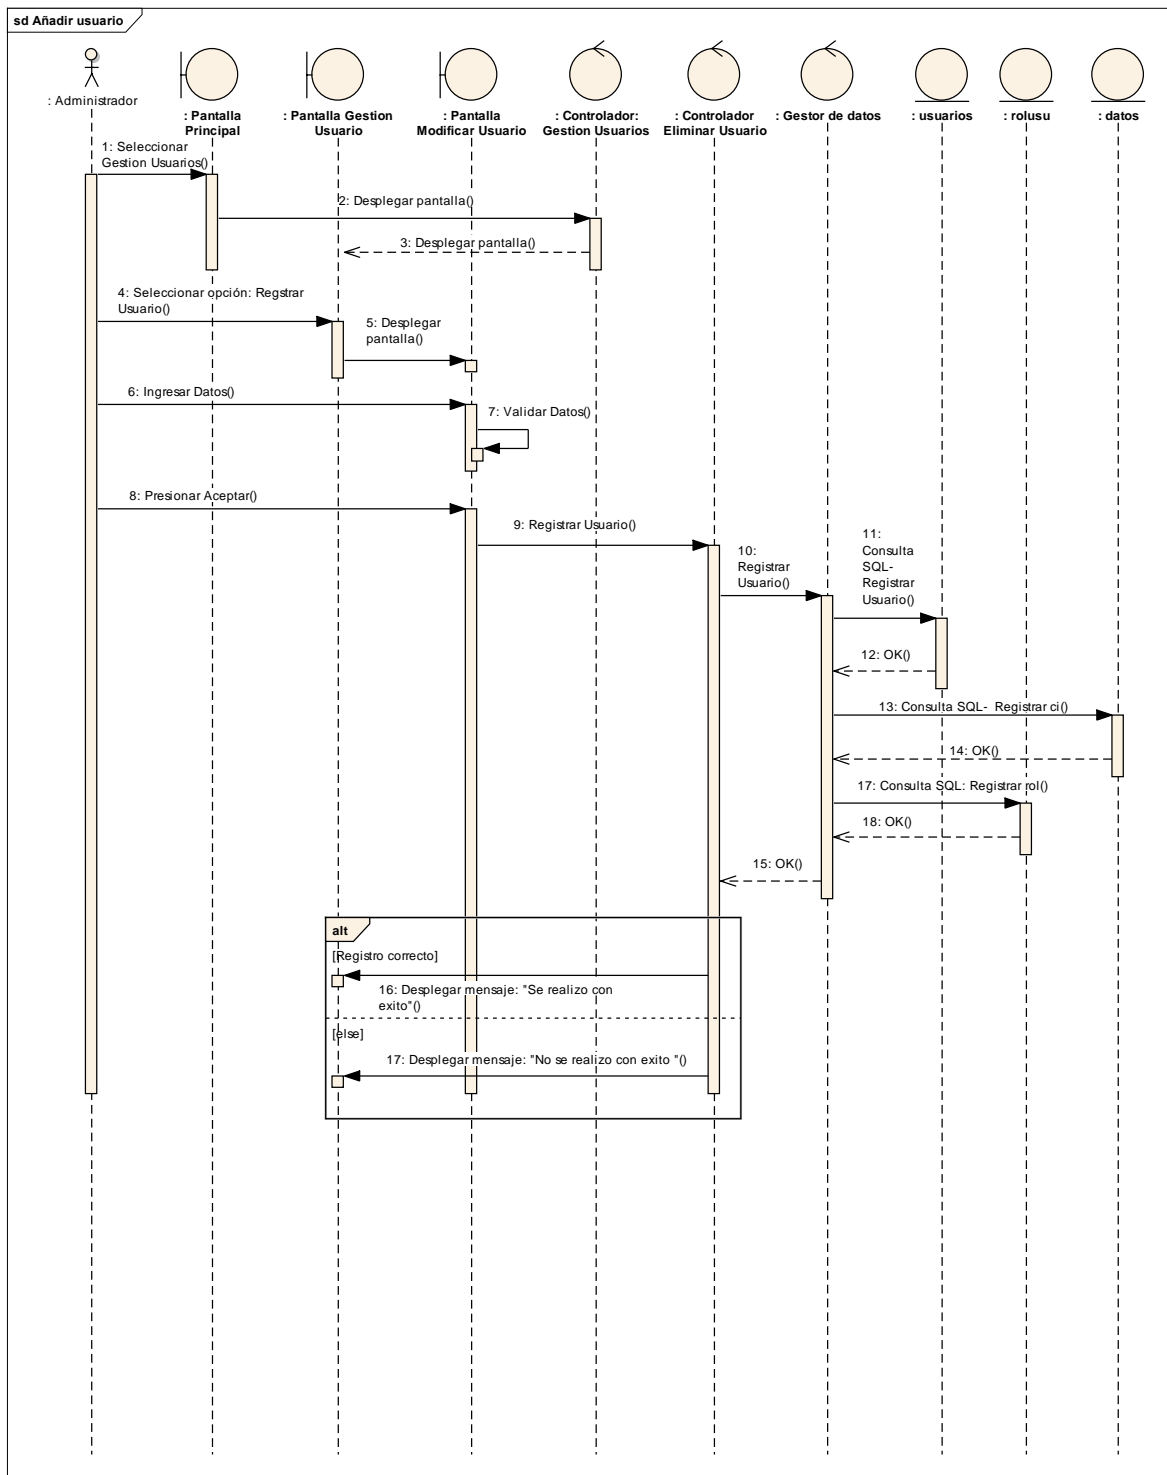 sd Añadir usuario
: Administrador
: Pantalla
Principal
: Pantalla Gestion
Usuario
: Pantalla
Modificar Usuario
: Controlador:
Gestion Usuarios
: Controlador
Eliminar Usuario
: Gestor de datos
: usuarios
: rolusu
: datos
1: Seleccionar
Gestion Usuarios()
2: Desplegar pantalla()
3: Desplegar pantalla()
4: Seleccionar opción: Regstrar
Usuario()
5: Desplegar
pantalla()
6: Ingresar Datos()
7: Validar Datos()
8: Presionar Aceptar()
9: Registrar Usuario()
10:
Registrar
Usuario()
11:
Consulta
SQL-
Registrar
Usuario()
12: OK()
13: Consulta SQL- Registrar ci()
14: OK()
17: Consulta SQL: Registrar rol()
18: OK()
15: OK()
alt
[Registro correcto]
16: Desplegar mensaje: "Se realizo con
exito"()
[else]
17: Desplegar mensaje: "No se realizo con exito "()